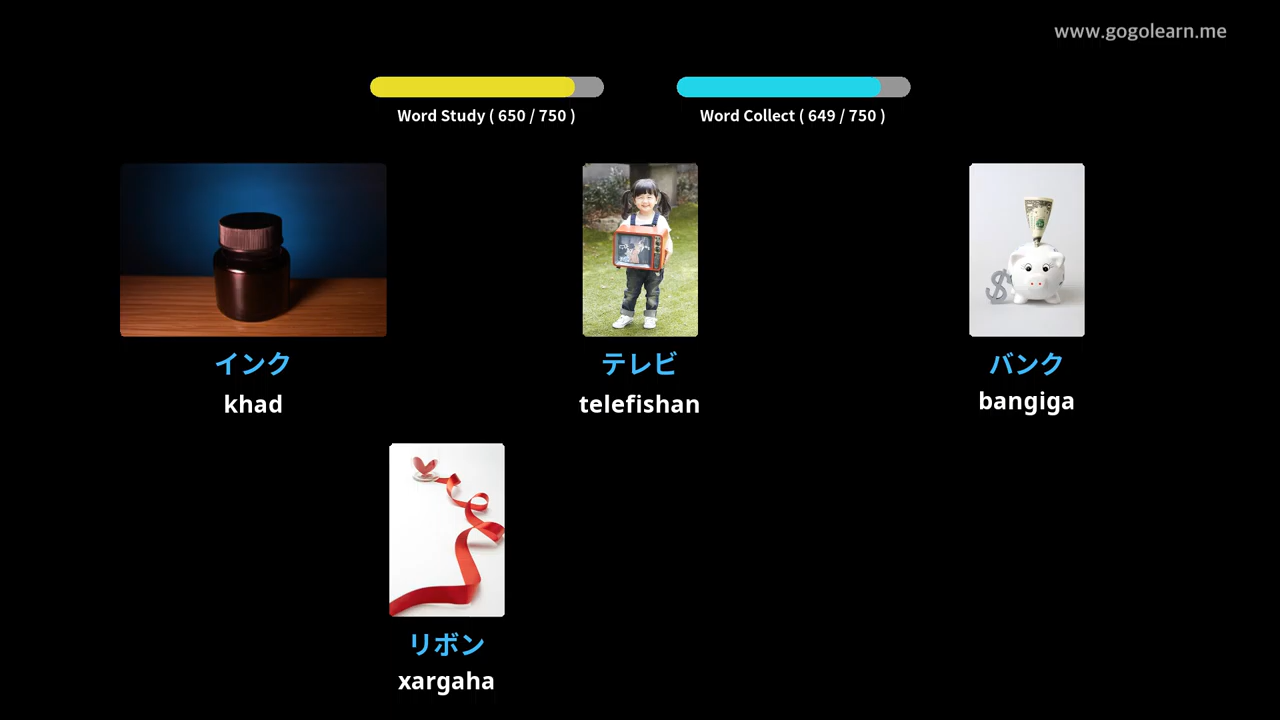 www.gogolearn.me
Word Study ( 650 / 750 )
Word Collect ( 649 / 750 )
インク
khad
テレビ
telefishan
バンク
bangiga
リボン
xargaha